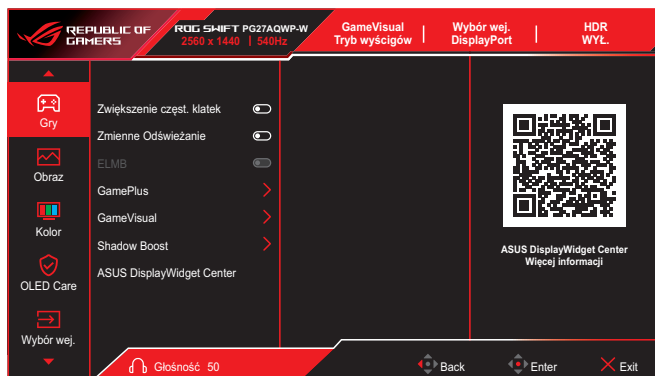 REPUBLIC OF
GAMERS
ROG SWIFT PG27AQWP-W
2560 x 1440 | 540Hz
GameVisual
Tryb wyścigów
Wybór wej.
DisplayPort
HDR
WYŁ.
Gry
Obraz
Kolor
OLED Care
Wybór wej.
Zwiększenie częst. klatek
Zmienne Odświeżanie
ELMB
GamePlus
GameVisual
Shadow Boost
ASUS DisplayWidget Center
ASUS DisplayWidget Center
Więcej informacji
Głośność 50
Back
Enter
Exit